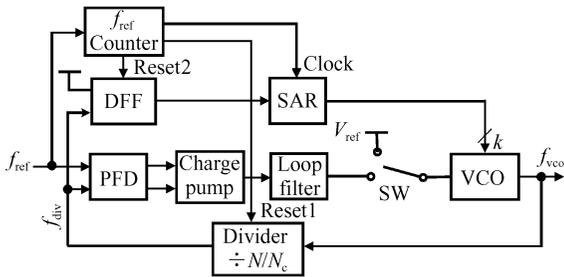 f_ref
Counter
Reset2
Clock
DFF
SAR
V_ref
k
f_ref
PFD
Charge
pump
Loop
filter
SW
VCO
f_vco
f_div
Reset1
Divider
÷N/N_c